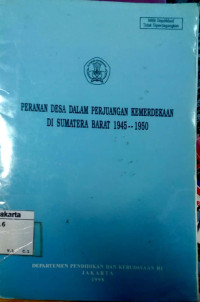 Milik Depdikbud
Tidak Diperdagangkan
PERANAN DESA DALAM PERJUANGAN KEMERDEKAAN
DI SUMATERA BARAT 1945 -- 1950
akarta
6
DEPARTEMEN PENDIDIKAN DAN KEBUDAYAAN RI
JAKARTA